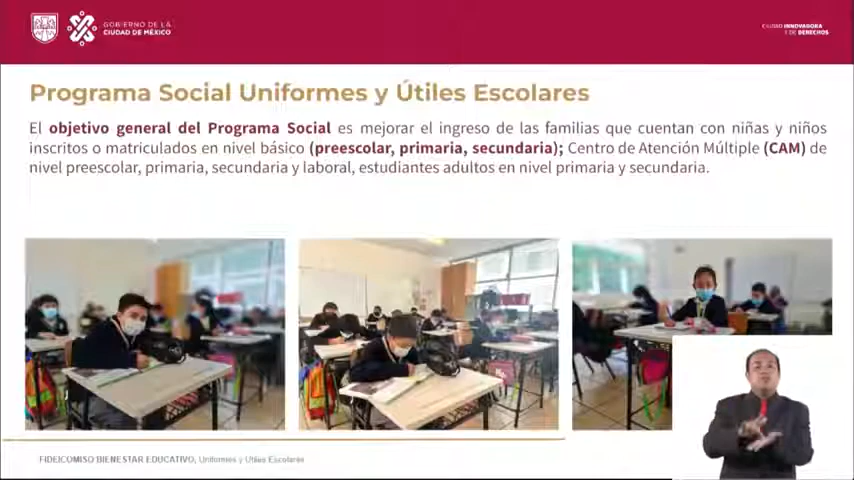 GOBIERNO DE LA
CIUDAD DE MÉXICO
CIUDAD INNOVADORA
Y DE DERECHOS
Programa Social Uniformes y Útiles Escolares
El objetivo general del Programa Social es mejorar el ingreso de las familias que cuentan con niñas y niños
inscritos o matriculados en nivel básico (preescolar, primaria, secundaria); Centro de Atención Múltiple (CAM) de
nivel preescolar, primaria, secundaria y laboral, estudiantes adultos en nivel primaria y secundaria.
FIDEICOMISO BIENESTAR EDUCATIVO, Uniformes y Útiles Escolares